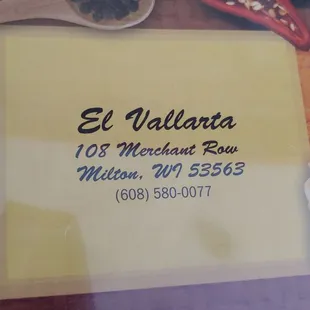 El Vallarta
108 Merchant Row
Milton, WI 53563
(608) 580-0077